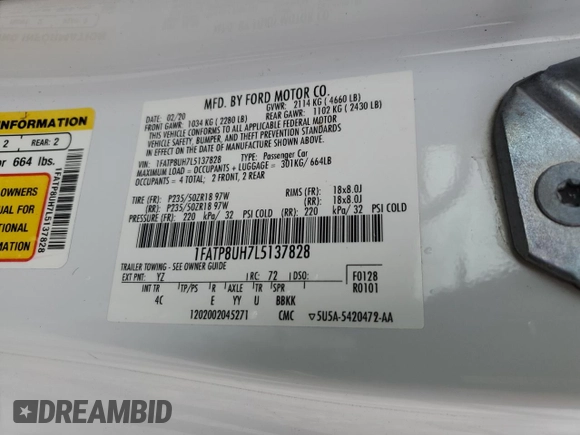 INFORMATION
2 REAR: 2
or 664 lbs.
OWNERS
UAL FOR
TIONAL
1FATP8UH7L5137828
MFD. BY FORD MOTOR CO.
02/20 GVWR: 2114 KG ( 4660 LB)
FRONT GAWR: 1034 KG ( 2280 LB) REAR GAWR: 1102 KG ( 2430 LB)
THIS VEHICLE CONFORMS TO ALL APPLICABLE FEDERAL MOTOR
VEHICLE SAFETY, BUMPER, & THEFT PREVENTION STANDARDS
IN EFFECT ON THE DATE OF MANUFACTURE SHOWN ABOVE.
VEHICLE: 1FATP8UH7L5137828 TYPE: Passenger Car
MAXIMUM LOAD = OCCUPANTS + LUGGAGE = 301KG/ 664LB
OCCUPANTS = 4 TOTAL; 2 FRONT, 2 REAR
TIRE (FR): P235/50ZR18 97W RIMS (FR): 18x8.0J
(RR): P235/50ZR18 97W (RR): 18x8.0J
PRESSURE (FR): 220 kPa/ 32 PSI COLD (RR): 220 kPa/ 32 PSI COLD
1FATP8UH7L5137828
TRAILER TOWING - SEE OWNER GUIDE
EXT PNT: YZ RC: 72 DSO: F0128
INT TR TP/PS R AXLE TR SPR R0101
4C E YY U BBKK
1202002045271 CMC ▽5U5A-5420472-AA
DREAMBID